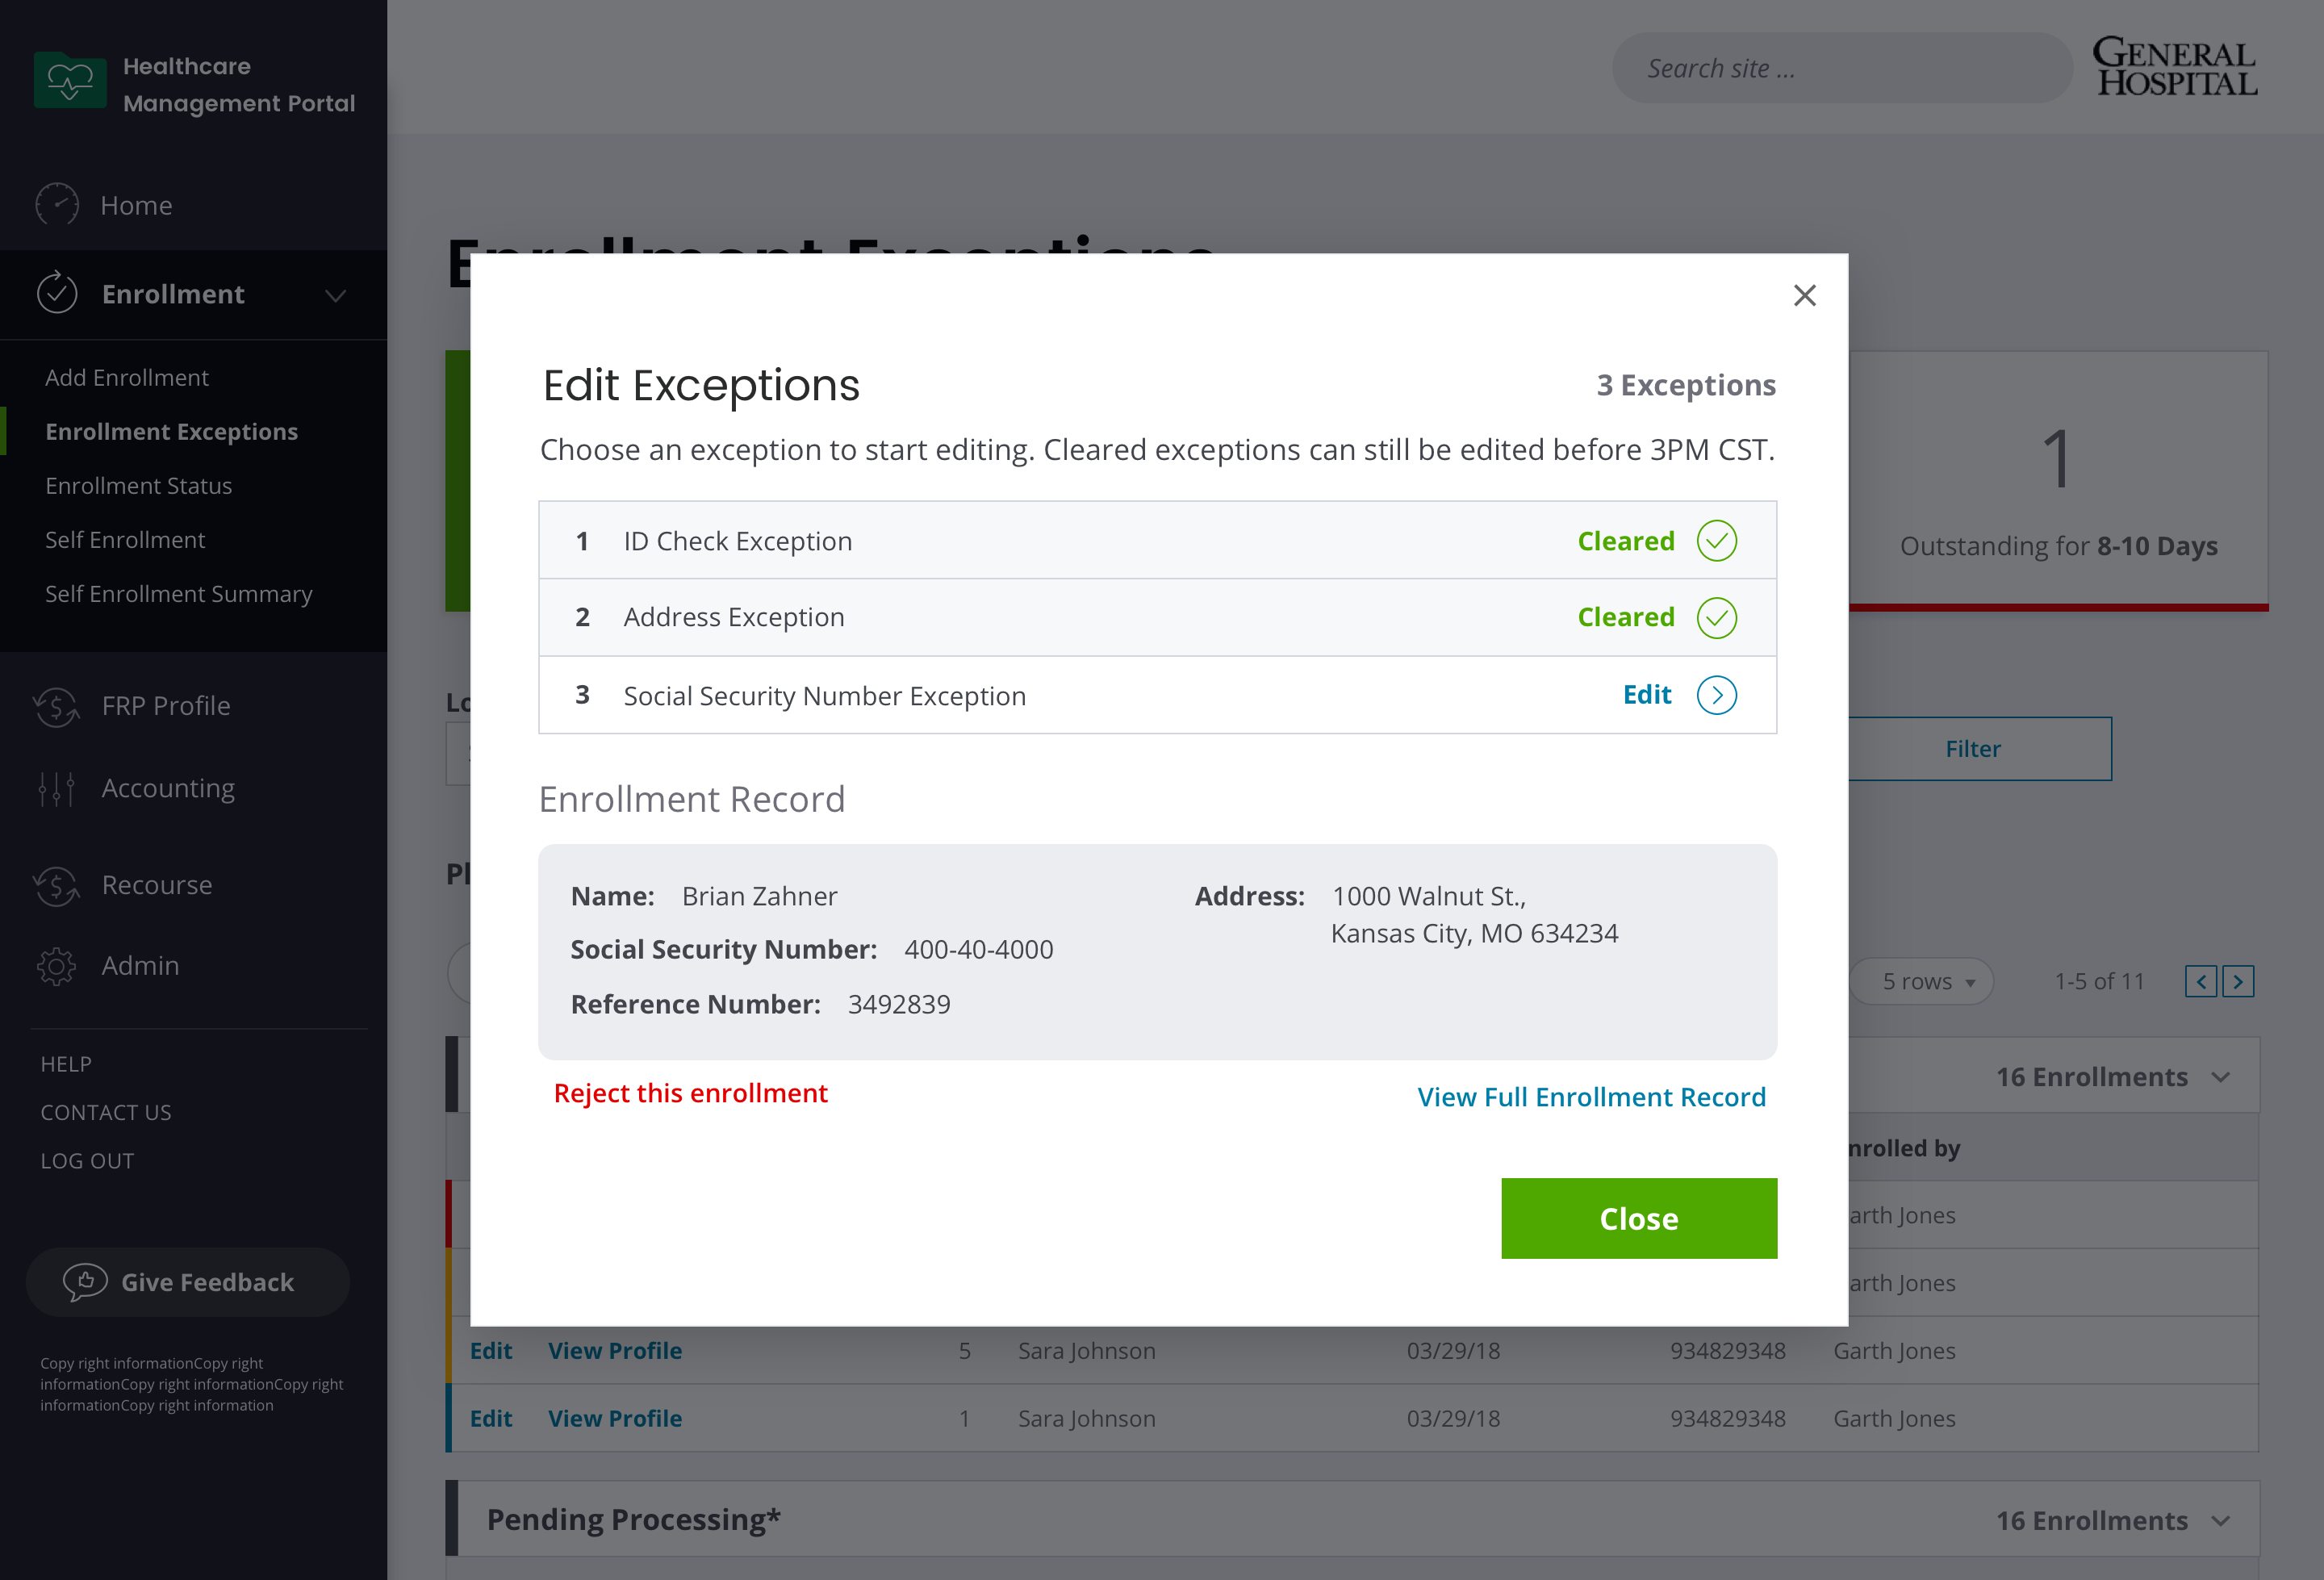 Healthcare
Management Portal
Search site ...
GENERAL
HOSPITAL
Home
Enrollment
Add Enrollment
Enrollment Exceptions
Enrollment Status
Self Enrollment
Self Enrollment Summary
FRP Profile
Accounting
Recourse
Admin
HELP
CONTACT US
LOG OUT
Give Feedback
Copy right informationCopy right
informationCopy right informationCopy right
informationCopy right information
Enrollment Exceptions
Edit Exceptions
3 Exceptions
Choose an exception to start editing. Cleared exceptions can still be edited before 3PM CST.
1 ID Check Exception Cleared
2 Address Exception Cleared
3 Social Security Number Exception Edit
Enrollment Record
Name: Brian Zahner
Social Security Number: 400-40-4000
Reference Number: 3492839
Address: 1000 Walnut St.,
Kansas City, MO 634234
Reject this enrollment
View Full Enrollment Record
Close
1
Outstanding for 8-10 Days
Filter
5 rows
1-5 of 11
16 Enrollments
nrolled by
arth Jones
arth Jones
Edit View Profile 5 Sara Johnson 03/29/18 934829348 Garth Jones
Edit View Profile 1 Sara Johnson 03/29/18 934829348 Garth Jones
Pending Processing* 16 Enrollments